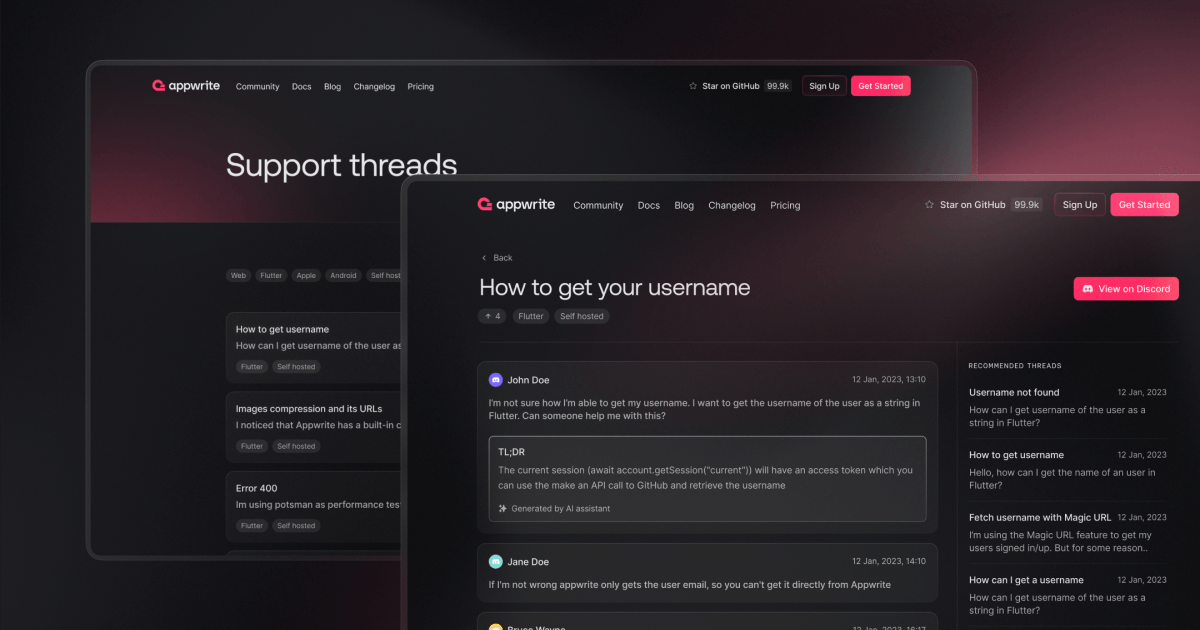 appwrite Community Docs Blog Changelog Pricing Star on GitHub 99.9k Sign Up Get Started
Support threads
Web Flutter Apple Android Self host
How to get username
How can I get username of the user as
Flutter Self hosted
Images compression and its URLs
I noticed that Appwrite has a built-in c
Flutter Self hosted
Error 400
Im using potsman as performance test
Flutter Self hosted
appwrite Community Docs Blog Changelog Pricing Star on GitHub 99.9k Sign Up Get Started
Back
How to get your username
View on Discord
4 Flutter Self hosted
John Doe 12 Jan, 2023, 13:10
I'm not sure how I'm able to get my username. I want to get the username of the user as a string in
Flutter. Can someone help me with this?
TL;DR
The current session (await account.getSession("current")) will have an access token which you
can use the make an API call to GitHub and retrieve the username
Generated by AI assistant
Jane Doe 12 Jan, 2023, 14:10
If I'm not wrong appwrite only gets the user email, so you can't get it directly from Appwrite
Bruce Wayne 12 Jan, 2023, 16:17
RECOMMENDED THREADS
Username not found 12 Jan, 2023
How can I get username of the user as a
string in Flutter?
How to get username 12 Jan, 2023
Hello, how can I get the name of an user in
Flutter?
Fetch username with Magic URL 12 Jan, 2023
I'm using the Magic URL feature to get my
users signed in/up. But for some reason..
How can I get a username 12 Jan, 2023
How can I get username of the user as a
string in Flutter?